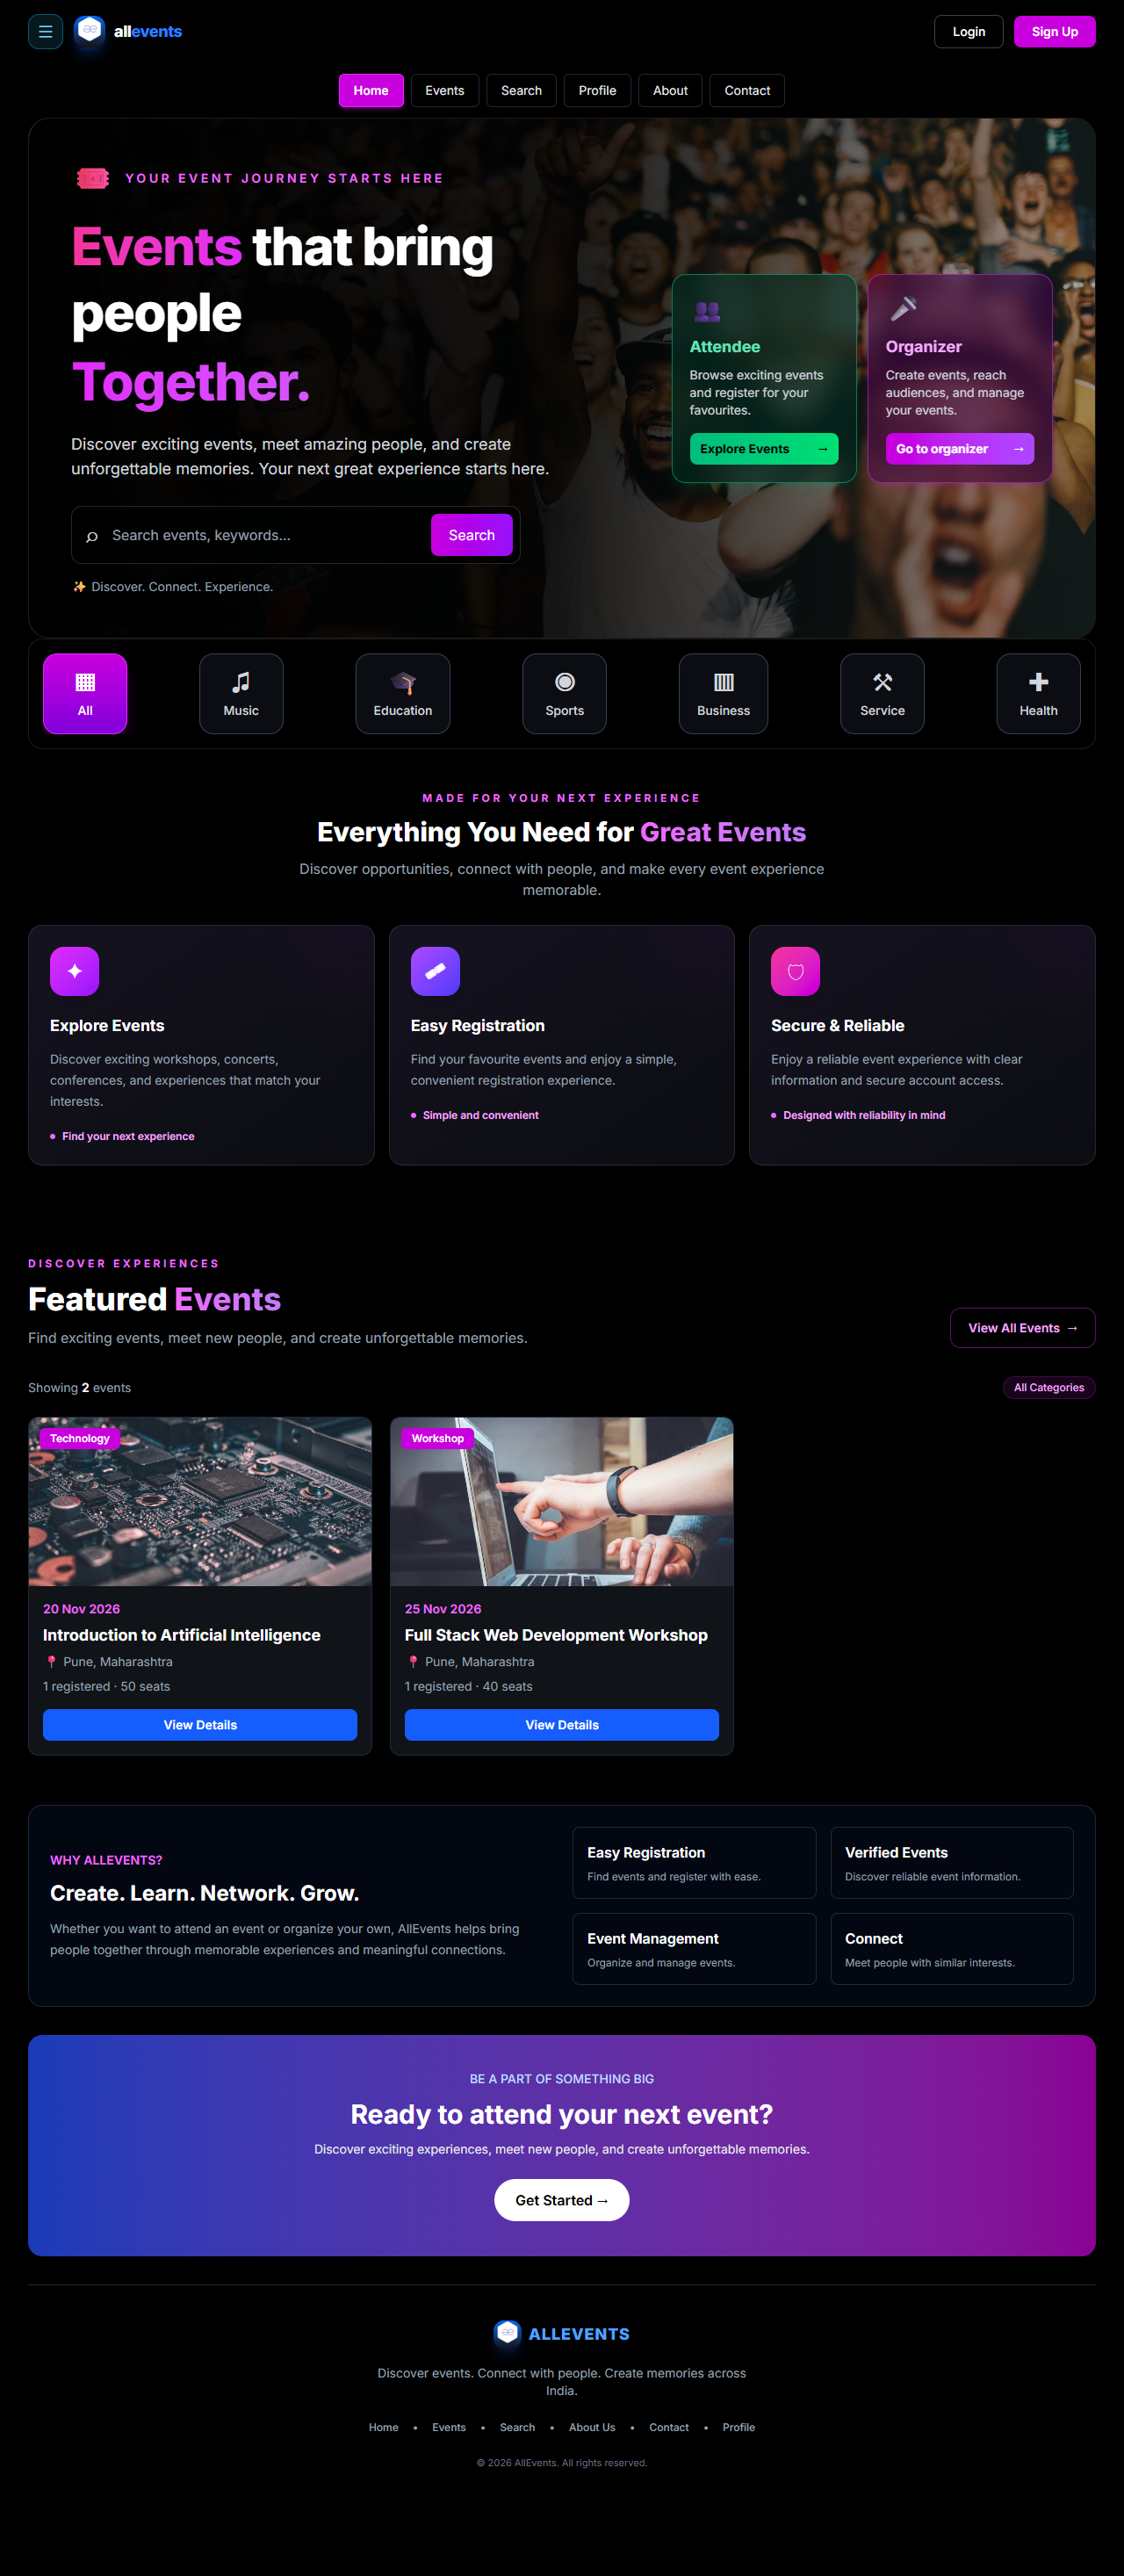 allevents
Login
Sign Up
Home
Events
Search
Profile
About
Contact
YOUR EVENT JOURNEY STARTS HERE
Events that bring
people
Together.
Discover exciting events, meet amazing people, and create
unforgettable memories. Your next great experience starts here.
Search events, keywords...
Search
✨ Discover. Connect. Experience.
Attendee
Browse exciting events
and register for your
favourites.
Explore Events →
Organizer
Create events, reach
audiences, and manage
your events.
Go to organizer →
All
Music
Education
Sports
Business
Service
Health
MADE FOR YOUR NEXT EXPERIENCE
Everything You Need for Great Events
Discover opportunities, connect with people, and make every event experience
memorable.
Explore Events
Discover exciting workshops, concerts,
conferences, and experiences that match your
interests.
Find your next experience
Easy Registration
Find your favourite events and enjoy a simple,
convenient registration experience.
Simple and convenient
Secure & Reliable
Enjoy a reliable event experience with clear
information and secure account access.
Designed with reliability in mind
DISCOVER EXPERIENCES
Featured Events
Find exciting events, meet new people, and create unforgettable memories.
View All Events →
Showing 2 events
All Categories
Technology
20 Nov 2026
Introduction to Artificial Intelligence
📍 Pune, Maharashtra
1 registered · 50 seats
View Details
Workshop
25 Nov 2026
Full Stack Web Development Workshop
📍 Pune, Maharashtra
1 registered · 40 seats
View Details
WHY ALLEVENTS?
Create. Learn. Network. Grow.
Whether you want to attend an event or organize your own, AllEvents helps bring
people together through memorable experiences and meaningful connections.
Easy Registration
Find events and register with ease.
Verified Events
Discover reliable event information.
Event Management
Organize and manage events.
Connect
Meet people with similar interests.
BE A PART OF SOMETHING BIG
Ready to attend your next event?
Discover exciting experiences, meet new people, and create unforgettable memories.
Get Started →
ALLEVENTS
Discover events. Connect with people. Create memories across
India.
Home • Events • Search • About Us • Contact • Profile
© 2026 AllEvents. All rights reserved.